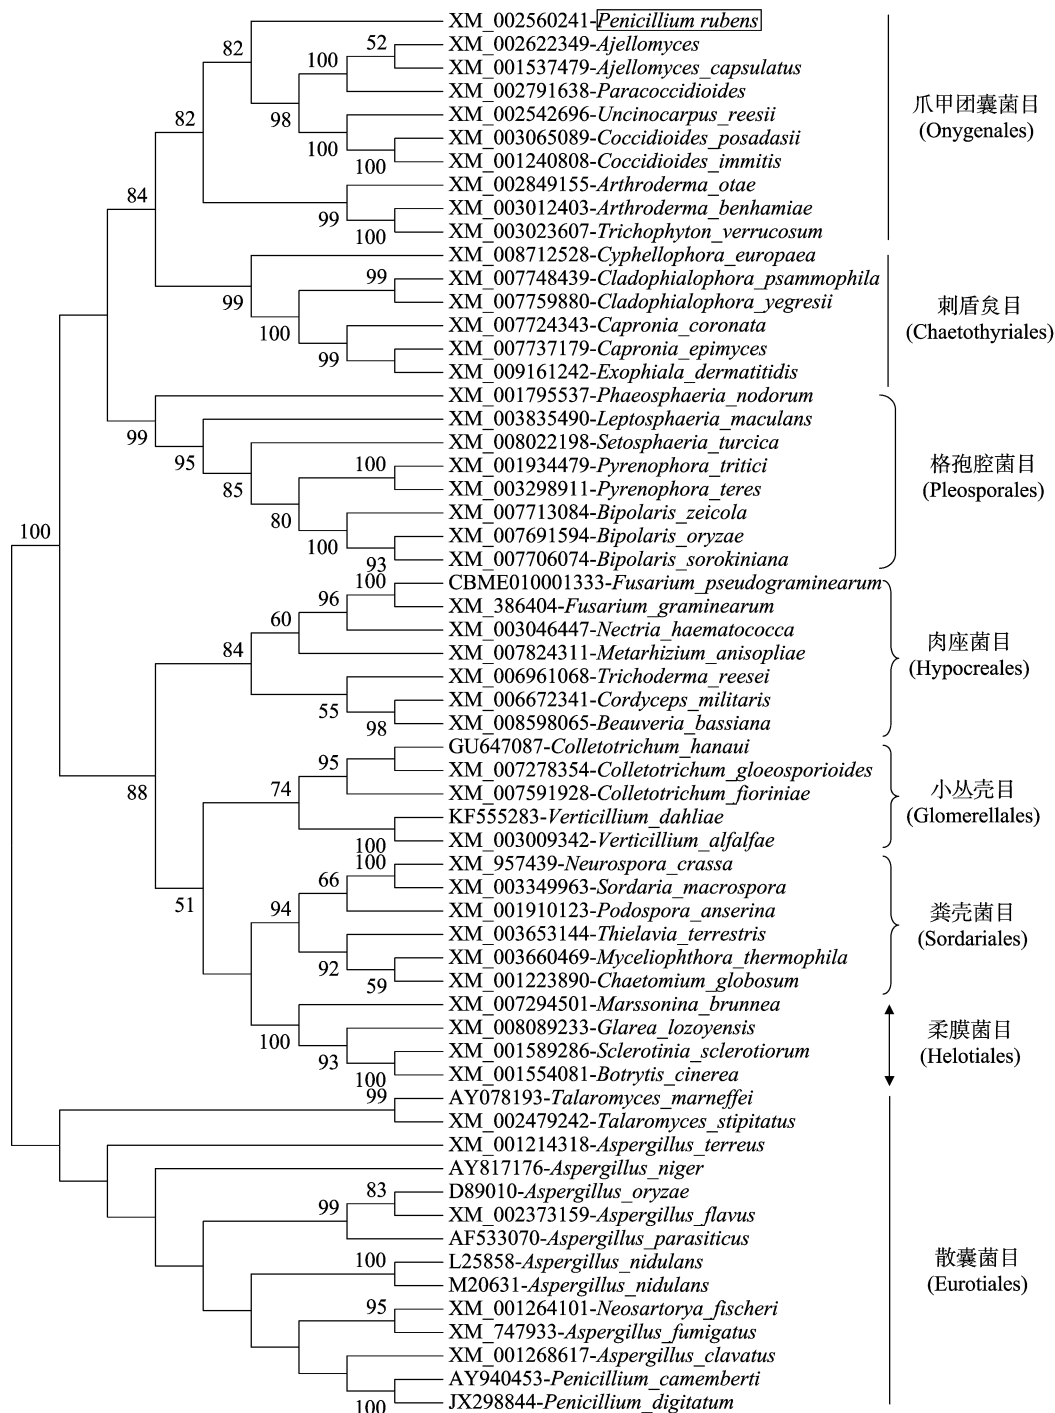 XM_002560241-Penicillium rubens
82
52
XM_002622349-Ajellomyces
100
XM_001537479-Ajellomyces_capsulatus
XM_002791638-Paracoccidioides
爪甲团囊菌目
(Onygenales)
82
98
XM_002542696-Uncinocarpus_reesii
XM_003065089-Coccidioides_posadasii
100
100
XM_001240808-Coccidioides_immitis
84
XM_002849155-Arthroderma_otae
XM_003012403-Arthroderma_benhamiae
99
100
XM_003023607-Trichophyton_verrucosum
XM_008712528-Cyphellophora_europaea
99
XM_007748439-Cladophialophora_psammophila
99
XM_007759880-Cladophialophora_yegresii
刺盾炱目
(Chaetothyriales)
100
XM_007724343-Capronia_coronata
XM_007737179-Capronia_epimyces
99
XM_009161242-Exophiala_dermatitidis
XM_001795537-Phaeosphaeria_nodorum
99
XM_003835490-Leptosphaeria_maculans
XM_008022198-Setosphaeria_turcica
95
100
XM_001934479-Pyrenophora_tritici
格孢腔菌目
(Pleosporales)
85
XM_003298911-Pyrenophora_teres
80
XM_007713084-Bipolaris_zeicola
100
XM_007691594-Bipolaris_oryzae
100
93
XM_007706074-Bipolaris_sorokiniana
100
CBME010001333-Fusarium_pseudograminearum
96
XM_386404-Fusarium_graminearum
60
XM_003046447-Nectria_haematococca
84
XM_007824311-Metarhizium_anisopliae
肉座菌目
(Hypocreales)
XM_006961068-Trichoderma_reesei
55
XM_006672341-Cordyceps_militaris
98
XM_008598065-Beauveria_bassiana
GU647087-Colletotrichum_hanaui
95
XM_007278354-Colletotrichum_gloeosporioides
88
74
XM_007591928-Colletotrichum_fioriniae
小丛壳目
(Glomerellales)
KF555283-Verticillium_dahliae
100
XM_003009342-Verticillium_alfalfae
100
XM_957439-Neurospora_crassa
66
XM_003349963-Sordaria_macrospora
51
94
XM_001910123-Podospora_anserina
粪壳菌目
(Sordariales)
XM_003653144-Thielavia_terrestris
92
XM_003660469-Myceliophthora_thermophila
59
XM_001223890-Chaetomium_globosum
XM_007294501-Marssonina_brunnea
100
XM_008089233-Glarea_lozoyensis
柔膜菌目
(Helotiales)
93
XM_001589286-Sclerotinia_sclerotiorum
100
XM_001554081-Botrytis_cinerea
99
AY078193-Talaromyces_marneffei
XM_002479242-Talaromyces_stipitatus
XM_001214318-Aspergillus_terreus
AY817176-Aspergillus_niger
83
D89010-Aspergillus_oryzae
99
XM_002373159-Aspergillus_flavus
AF533070-Aspergillus_parasiticus
100
L25858-Aspergillus_nidulans
散囊菌目
(Eurotiales)
M20631-Aspergillus_nidulans
95
XM_001264101-Neosartorya_fischeri
XM_747933-Aspergillus_fumigatus
XM_001268617-Aspergillus_clavatus
AY940453-Penicillium_camemberti
100
JX298844-Penicillium_digitatum